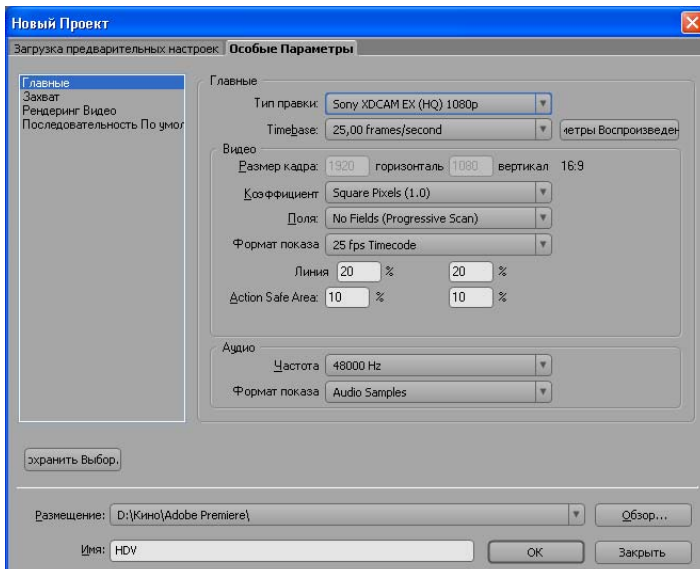 Новый Проект
Загрузка предварительных настроек Особые Параметры
Главные
Захват
Рендеринг Видео
Последовательность По умол
Главные
Тип правки: Sony XDCAM EX (HQ) 1080p
Timebase: 25,00 frames/second метры Воспроизведен
Видео
Размер кадра: 1920 горизонталь 1080 вертикал 16:9
Коэффициент Square Pixels (1.0)
Поля: No Fields (Progressive Scan)
Формат показа 25 fps Timecode
Линия 20 % 20 %
Action Safe Area: 10 % 10 %
Аудио
Частота 48000 Hz
Формат показа Audio Samples
охранить Выбор.
Размещение: D:\Кино\Adobe Premiere\ Обзор...
Имя: HDV OK Закрыть